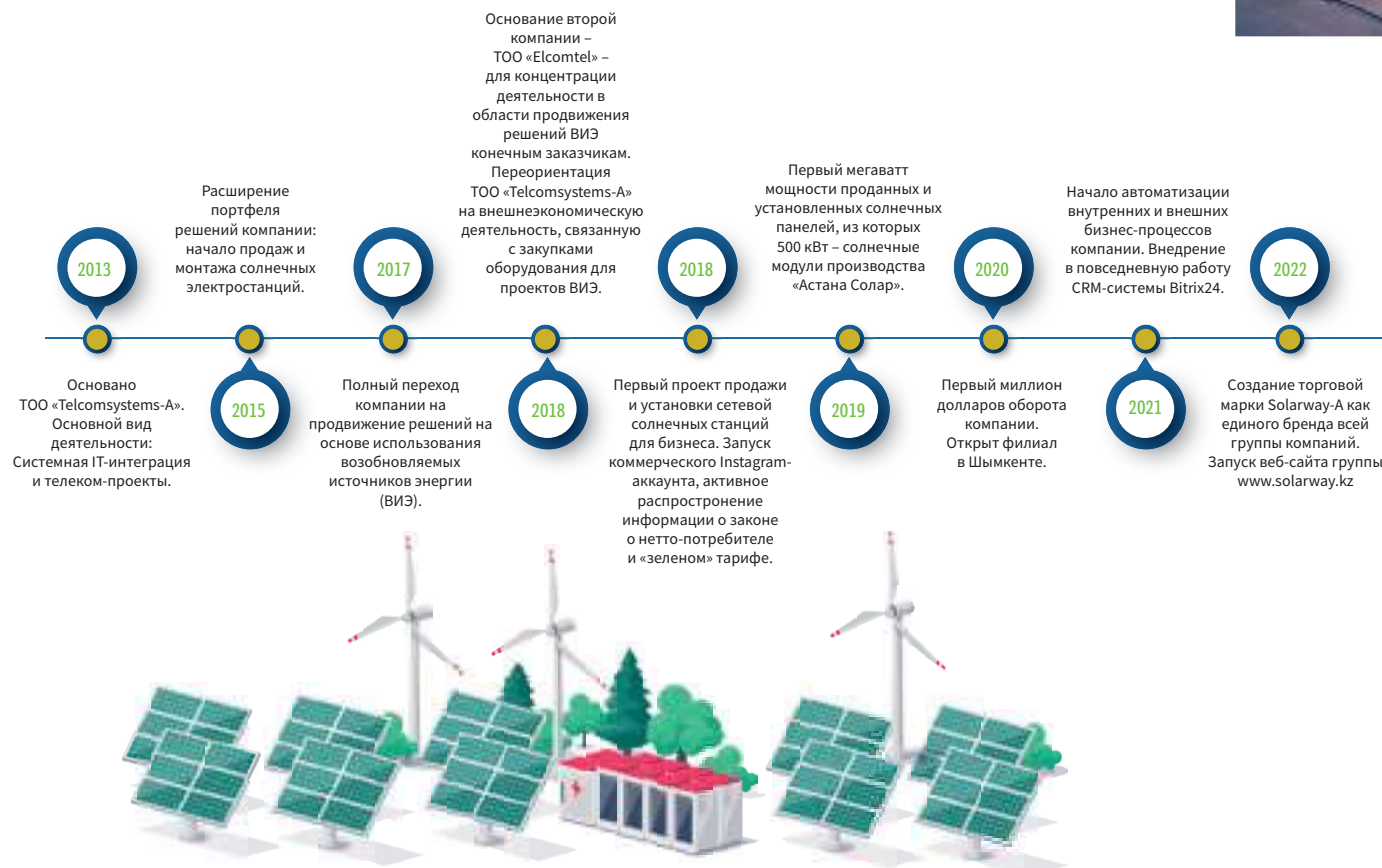 2013
Основано
ТОО «Telcomsystems-A».
Основной вид
деятельности:
Системная IT-интеграция
и телеком-проекты.
Расширение
портфеля
решений компании:
начало продаж и
монтажа солнечных
электростанций.
2015
2017
Полный переход
компании на
продвижение решений на
основе использования
возобновляемых
источников энергии
(ВИЭ).
Основание второй
компании –
ТОО «Elcomtel» –
для концентрации
деятельности в
области продвижения
решений ВИЭ
конечным заказчикам.
Переориентация
ТОО «Telcomsystems-A»
на внешнеэкономическую
деятельность, связанную
с закупками
оборудования для
проектов ВИЭ.
2018
2018
Первый проект продажи
и установки сетевой
солнечных станций
для бизнеса. Запуск
коммерческого Instagram-
аккаунта, активное
распростронение
информации о законе
о нетто-потребителе
и «зеленом» тарифе.
Первый мегаватт
мощности проданных и
установленных солнечных
панелей, из которых
500 кВт – солнечные
модули производства
«Астана Солар».
2019
2020
Первый миллион
долларов оборота
компании.
Открыт филиал
в Шымкенте.
Начало автоматизации
внутренних и внешних
бизнес-процессов
компании. Внедрение
в повседневную работу
CRM-системы Bitrix24.
2021
2022
Создание торговой
марки Solarway-A как
единого бренда всей
группы компаний.
Запуск веб-сайта группы
www.solarway.kz